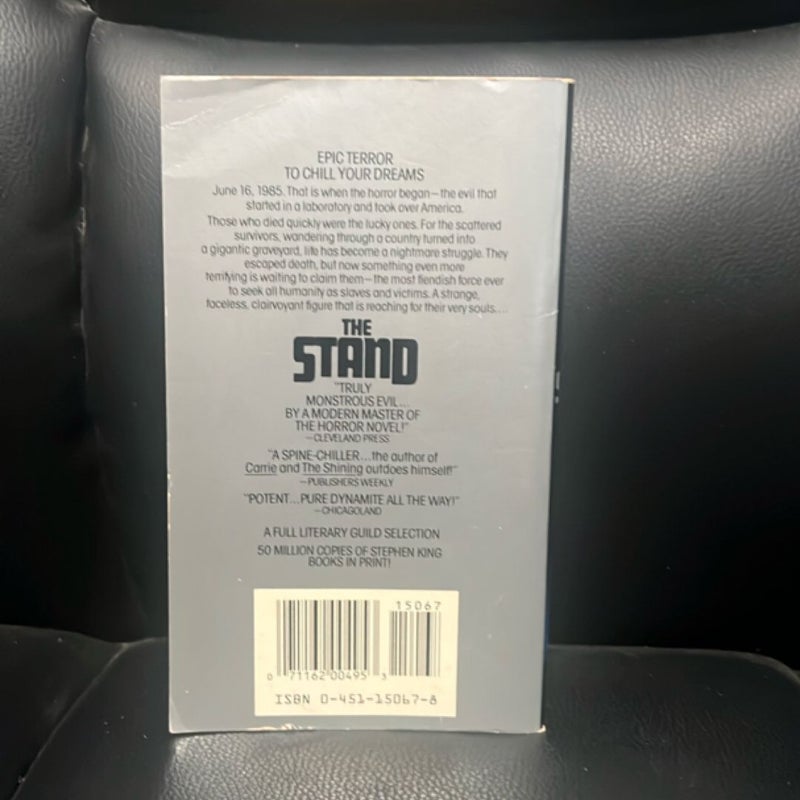 EPIC TERROR
TO CHILL YOUR DREAMS
June 16, 1985. That is when the horror began—the evil that
started in a laboratory and took over America.
Those who died quickly were the lucky ones. For the scattered
survivors, wandering through a country turned into
a gigantic graveyard, life has become a nightmare struggle. They
escaped death, but now something even more
terrifying is waiting to claim them—the most fiendish force ever
to seek all humanity as slaves and victims. A strange,
faceless, clairvoyant figure that is reaching for their very souls....
THE
STAND
"TRULY
MONSTROUS EVIL...
BY A MODERN MASTER OF
THE HORROR NOVEL!"
—CLEVELAND PRESS
"A SPINE-CHILLER...the author of
Carrie and The Shining outdoes himself!"
—PUBLISHERS WEEKLY
"POTENT...PURE DYNAMITE ALL THE WAY!"
—CHICAGOLAND
A FULL LITERARY GUILD SELECTION
50 MILLION COPIES OF STEPHEN KING
BOOKS IN PRINT!
15067
0 71162 00495 3
ISBN 0-451-15067-8